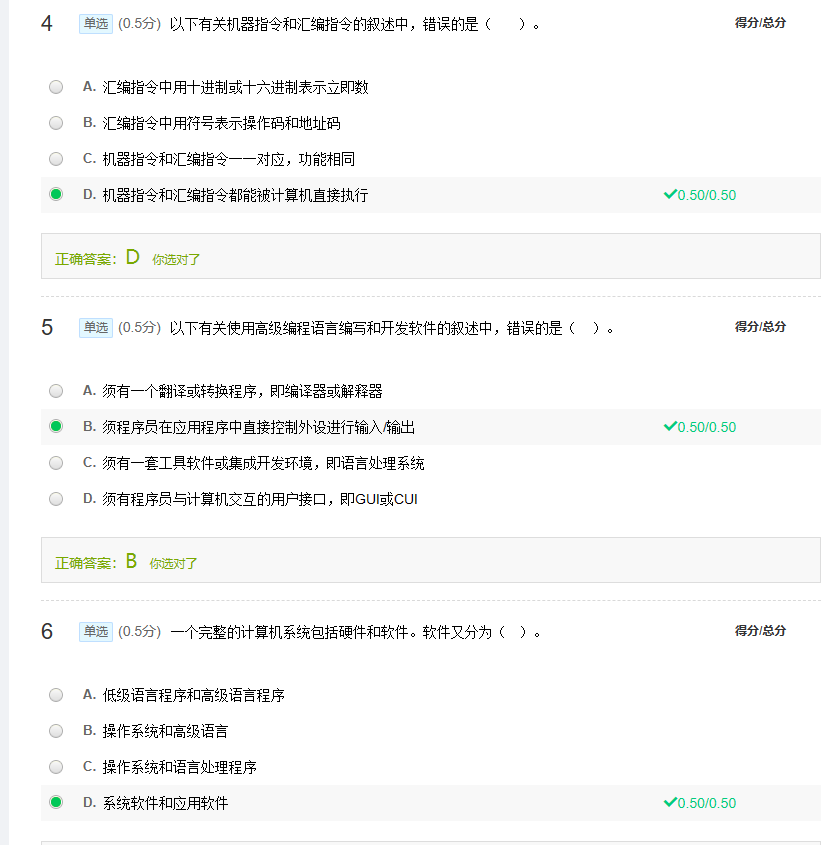 4 单选 (0.5分) 以下有关机器指令和汇编指令的叙述中，错误的是（ ）。 得分/总分
A. 汇编指令中用十进制或十六进制表示立即数
B. 汇编指令中用符号表示操作码和地址码
C. 机器指令和汇编指令一一对应，功能相同
D. 机器指令和汇编指令都能被计算机直接执行 0.50/0.50
正确答案：D 你选对了
5 单选 (0.5分) 以下有关使用高级编程语言编写和开发软件的叙述中，错误的是（ ）。 得分/总分
A. 须有一个翻译或转换程序，即编译器或解释器
B. 须程序员在应用程序中直接控制外设进行输入/输出 0.50/0.50
C. 须有一套工具软件或集成开发环境，即语言处理系统
D. 须有程序员与计算机交互的用户接口，即GUI或CUI
正确答案：B 你选对了
6 单选 (0.5分) 一个完整的计算机系统包括硬件和软件。软件又分为（ ）。 得分/总分
A. 低级语言程序和高级语言程序
B. 操作系统和高级语言
C. 操作系统和语言处理程序
D. 系统软件和应用软件 0.50/0.50